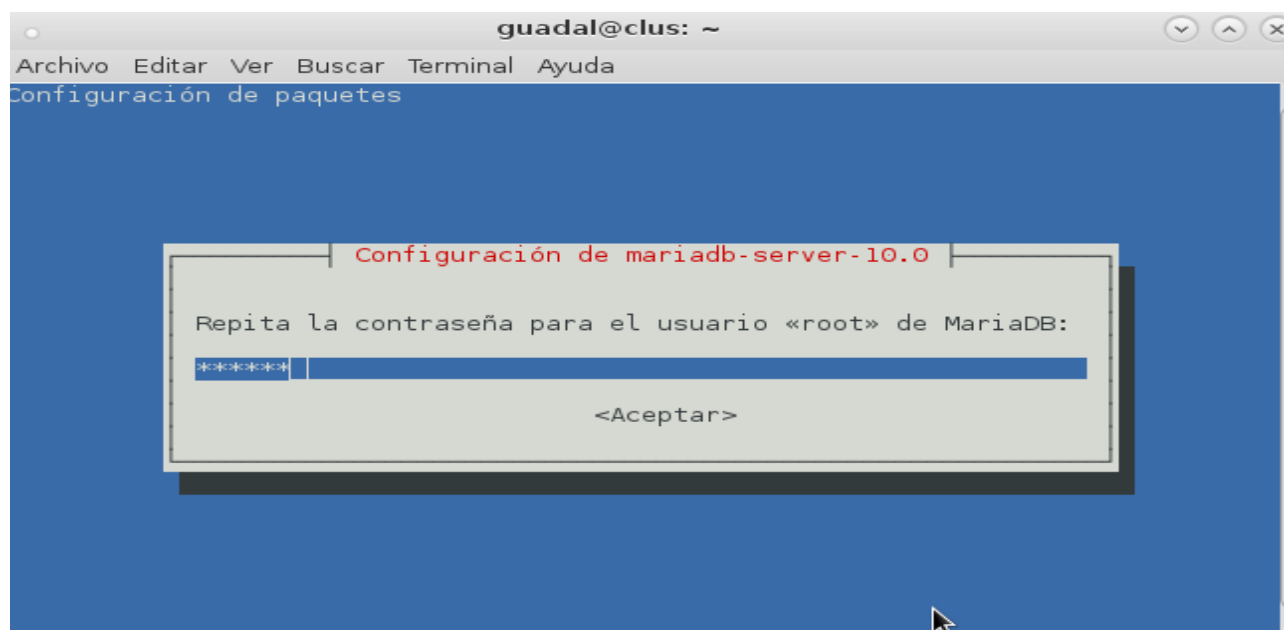 guadal@clus: ~
Archivo Editar Ver Buscar Terminal Ayuda
Configuración de paquetes
Configuración de mariadb-server-10.0
Repita la contraseña para el usuario «root» de MariaDB:
******
<Aceptar>